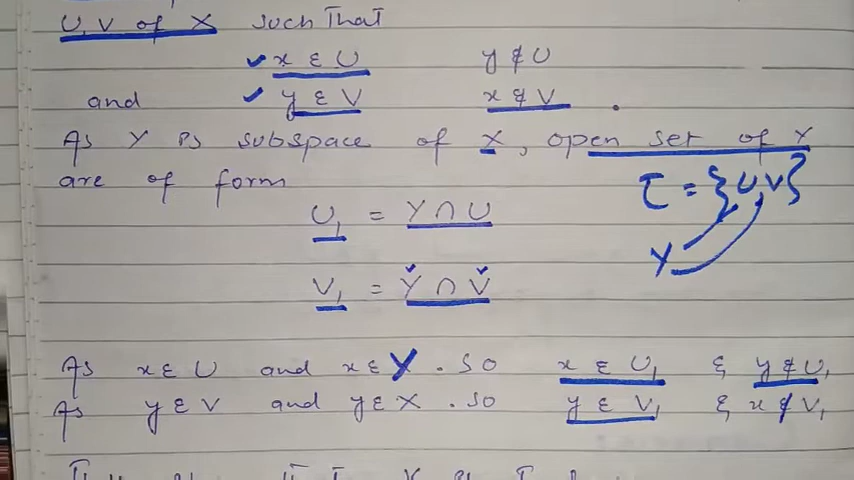 U, V of X such that
x ε U y ∉ U
and y ε V x ∉ V .
As Y is subspace of X, open set of Y
are of form
τ = {U, V}
U₁ = Y ∩ U
Y
V₁ = Y ∩ V
As x ε U and x ε Y . so x ε U₁ & y ∉ U₁
As y ε V and y ε X . so y ε V₁ & x ∉ V₁